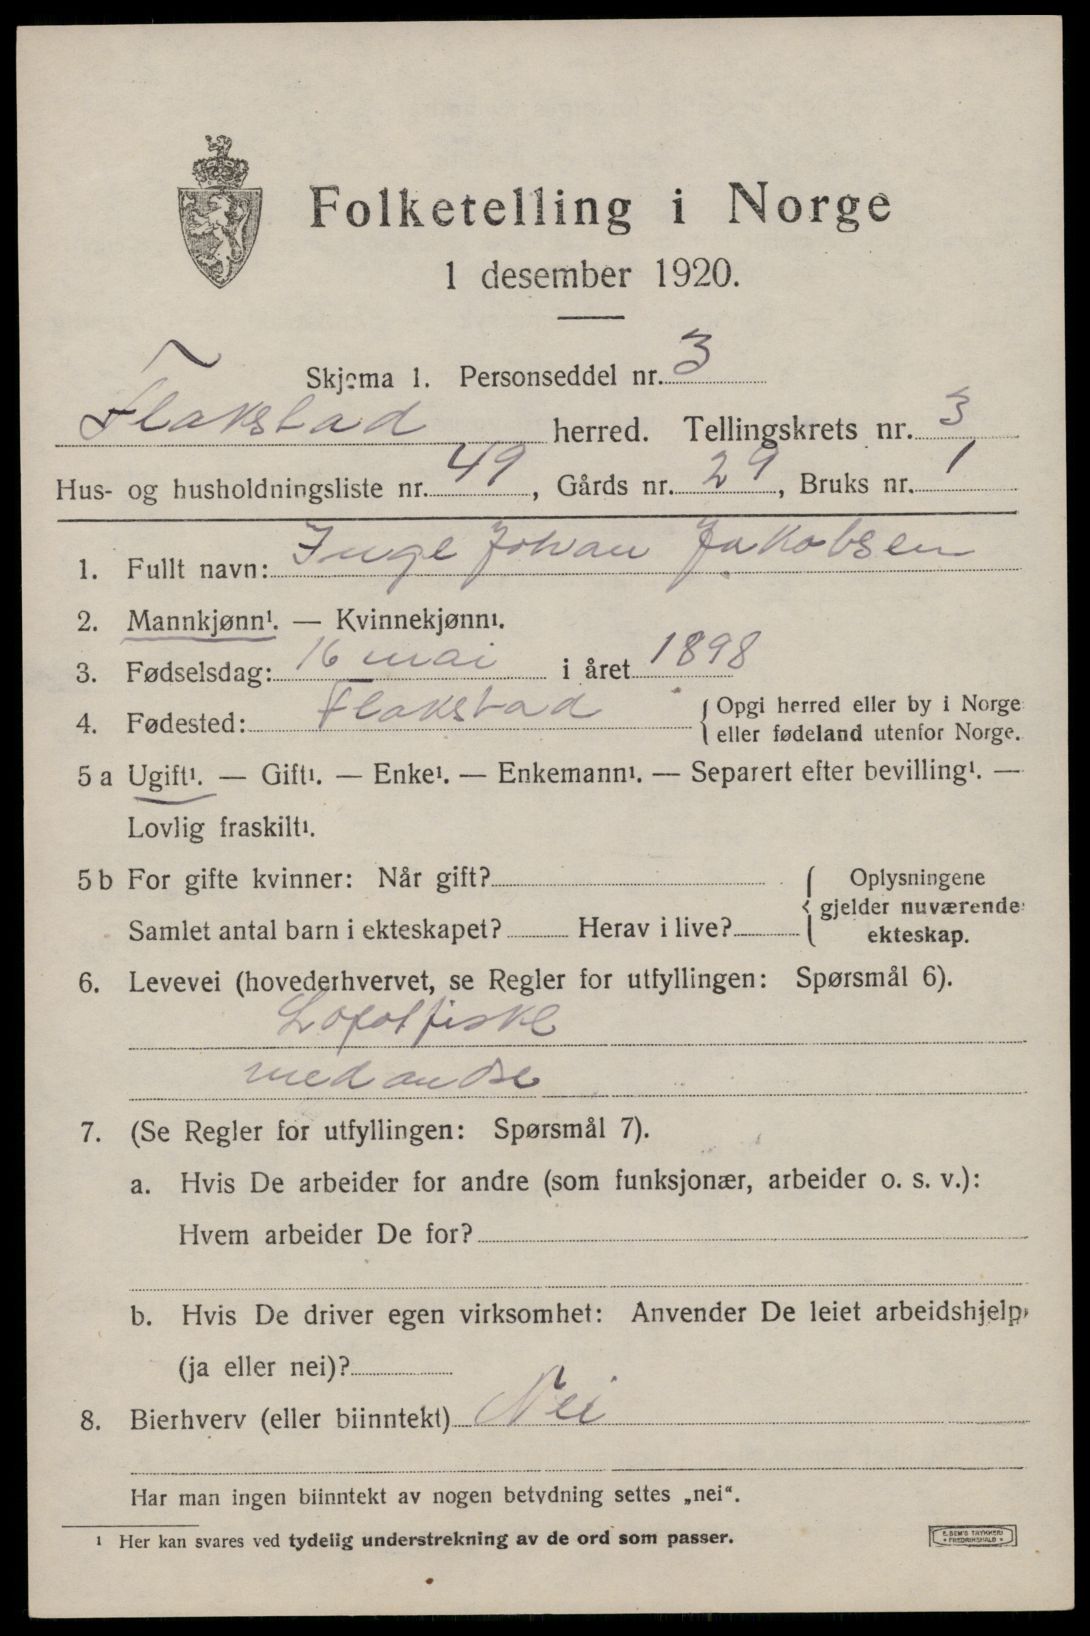 Folketelling i Norge
1 desember 1920.
Skjema 1. Personseddel nr. 3
Flakstad herred. Tellingskrets nr. 3
Hus- og husholdningsliste nr. 49, Gårds nr. 29, Bruks nr. 1
1. Fullt navn: Inge Johan Jakobsen
2. Mannkjønn¹. — Kvinnekjønn¹.
3. Fødselsdag: 16 mai i året 1898
4. Fødested: Flakstad { Opgi herred eller by i Norge
eller fødeland utenfor Norge.
5 a Ugift¹. — Gift¹. — Enke¹. — Enkemann¹. — Separert efter bevilling¹. —
Lovlig fraskilt¹.
5 b For gifte kvinner: Når gift? { Oplysningene
gjelder nuværende
Samlet antal barn i ekteskapet? Herav i live? ekteskap.
6. Levevei (hovederhvervet, se Regler for utfyllingen: Spørsmål 6).
Lofotfiske
med andre
7. (Se Regler for utfyllingen: Spørsmål 7).
a. Hvis De arbeider for andre (som funksjonær, arbeider o. s. v.):
Hvem arbeider De for?
b. Hvis De driver egen virksomhet: Anvender De leiet arbeidshjelp
(ja eller nei)?
8. Bierhverv (eller biinntekt) Nei
Har man ingen biinntekt av nogen betydning settes „nei“.
¹ Her kan svares ved tydelig understrekning av de ord som passer.
E. SEM'S TRYKKERI
• FREDRIKSHALD •